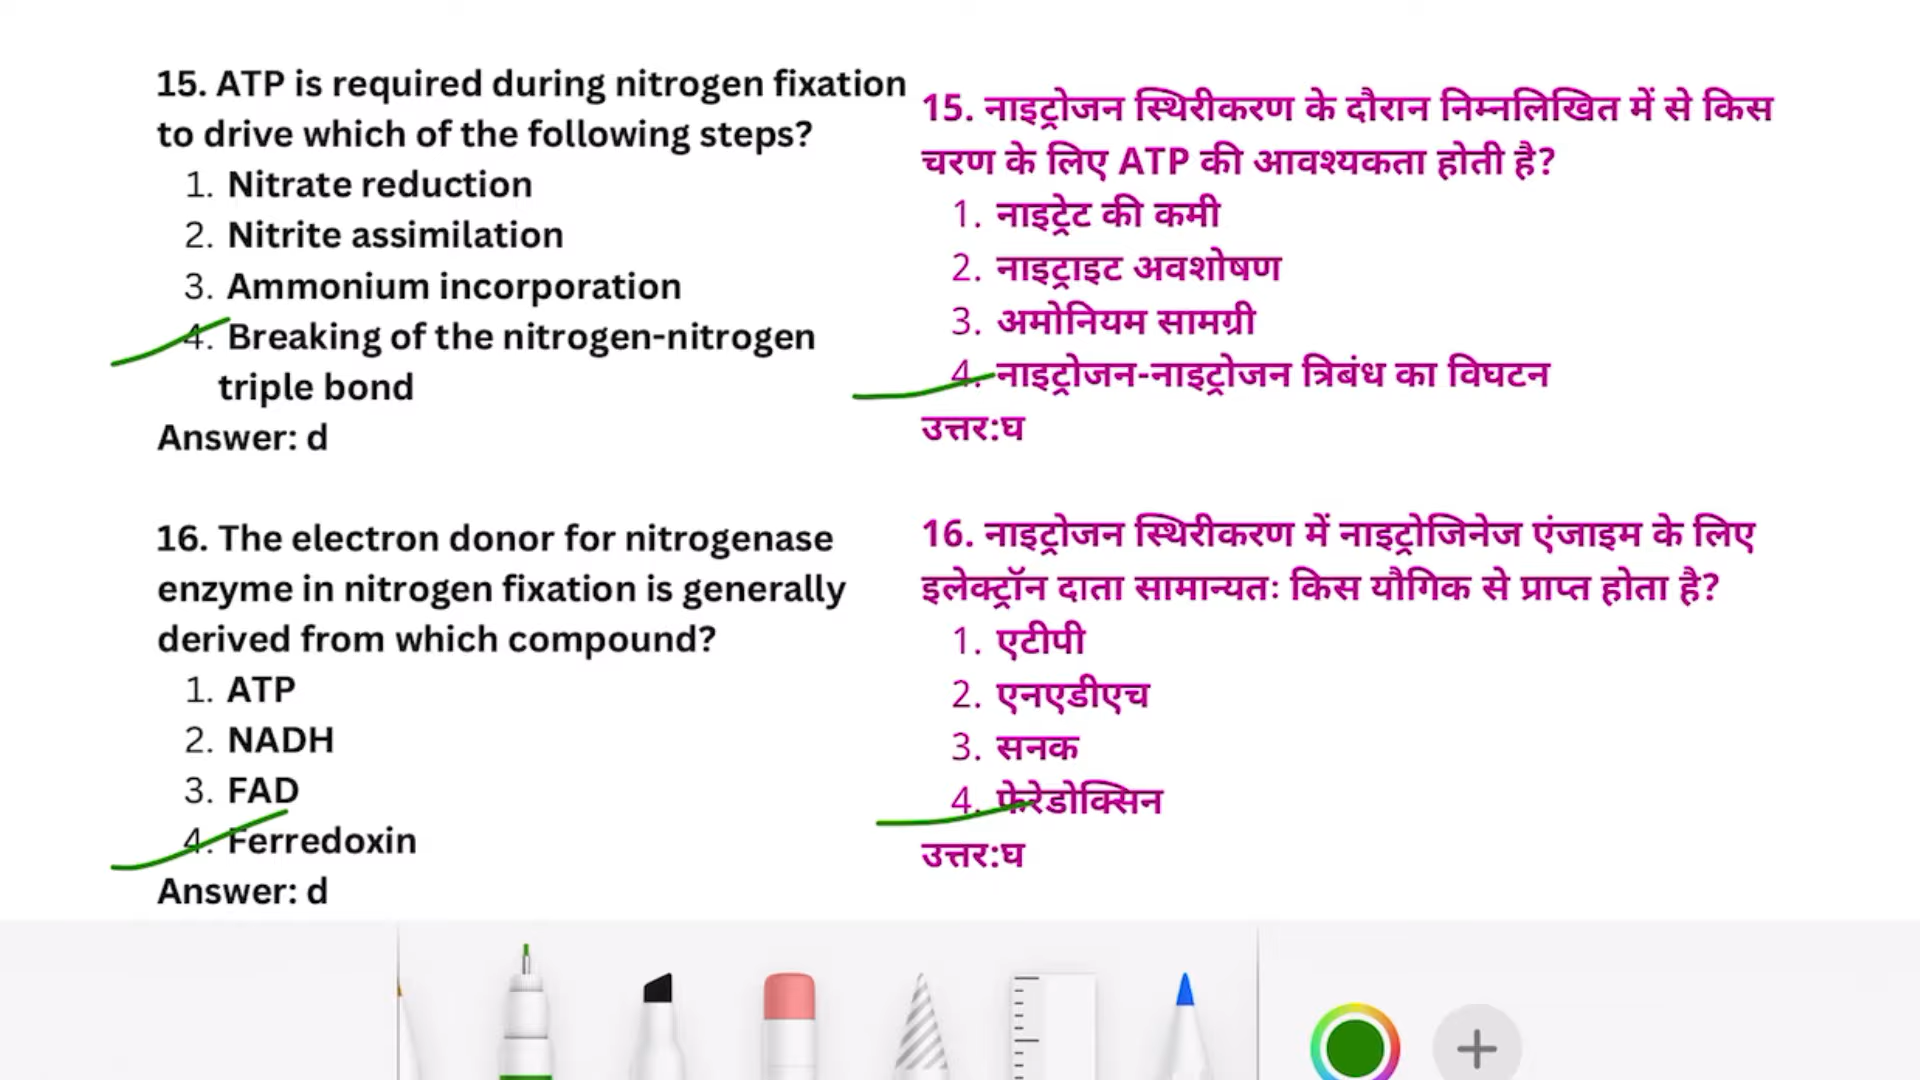 15. ATP is required during nitrogen fixation
to drive which of the following steps?
1. Nitrate reduction
2. Nitrite assimilation
3. Ammonium incorporation
4. Breaking of the nitrogen-nitrogen
triple bond
Answer: d
16. The electron donor for nitrogenase
enzyme in nitrogen fixation is generally
derived from which compound?
1. ATP
2. NADH
3. FAD
4. Ferredoxin
Answer: d
15. नाइट्रोजन स्थिरीकरण के दौरान निम्नलिखित में से किस
चरण के लिए ATP की आवश्यकता होती है?
1. नाइट्रेट की कमी
2. नाइट्राइट अवशोषण
3. अमोनियम सामग्री
4. नाइट्रोजन-नाइट्रोजन त्रिबंध का विघटन
उत्तर:घ
16. नाइट्रोजन स्थिरीकरण में नाइट्रोजिनेज एंजाइम के लिए
इलेक्ट्रॉन दाता सामान्यतः किस यौगिक से प्राप्त होता है?
1. एटीपी
2. एनएडीएच
3. सनक
4. फेरेडोक्सिन
उत्तर:घ